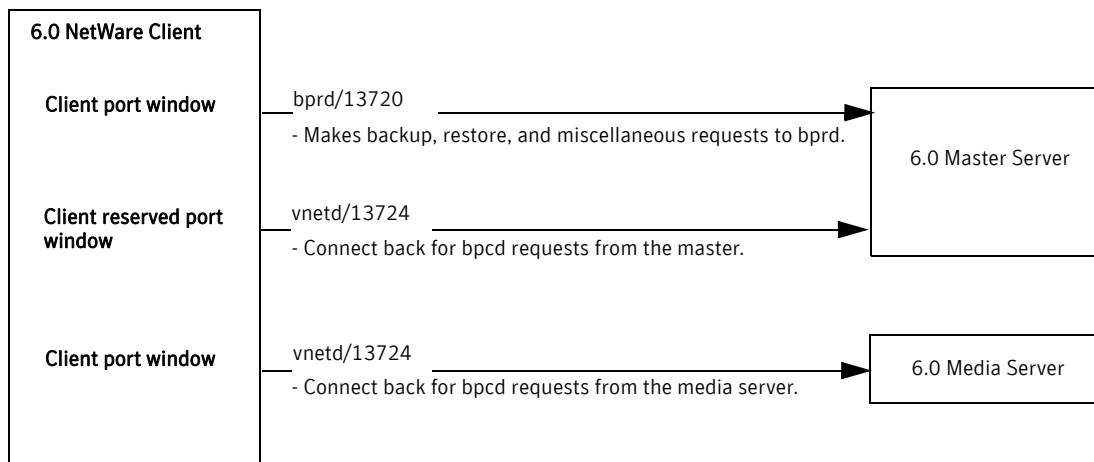 6.0 NetWare Client
Client port window
bprd/13720
- Makes backup, restore, and miscellaneous requests to bprd.
6.0 Master Server
Client reserved port
window
vnetd/13724
- Connect back for bpcd requests from the master.
Client port window
vnetd/13724
- Connect back for bpcd requests from the media server.
6.0 Media Server